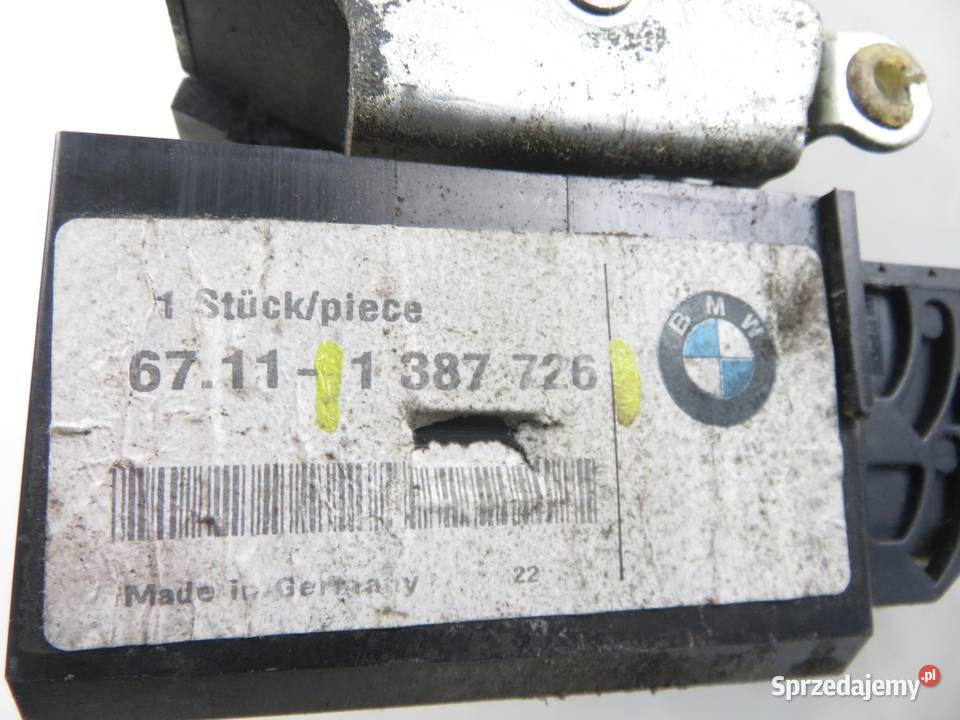 1 Stück/piece
67.11-1 387 726
BMW
Made in Germany
22
Sprzedajemy.pl